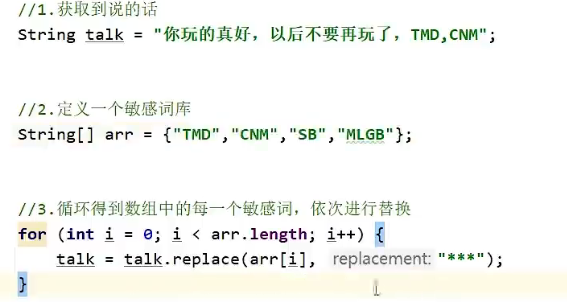 //1.获取到说的话
String talk = "你玩的真好，以后不要再玩了，TMD,CNM";
//2.定义一个敏感词库
String[] arr = {"TMD","CNM","SB","MLGB"};
//3.循环得到数组中的每一个敏感词，依次进行替换
for (int i = 0; i < arr.length; i++) {
talk = talk.replace(arr[i], replacement: "***");
}